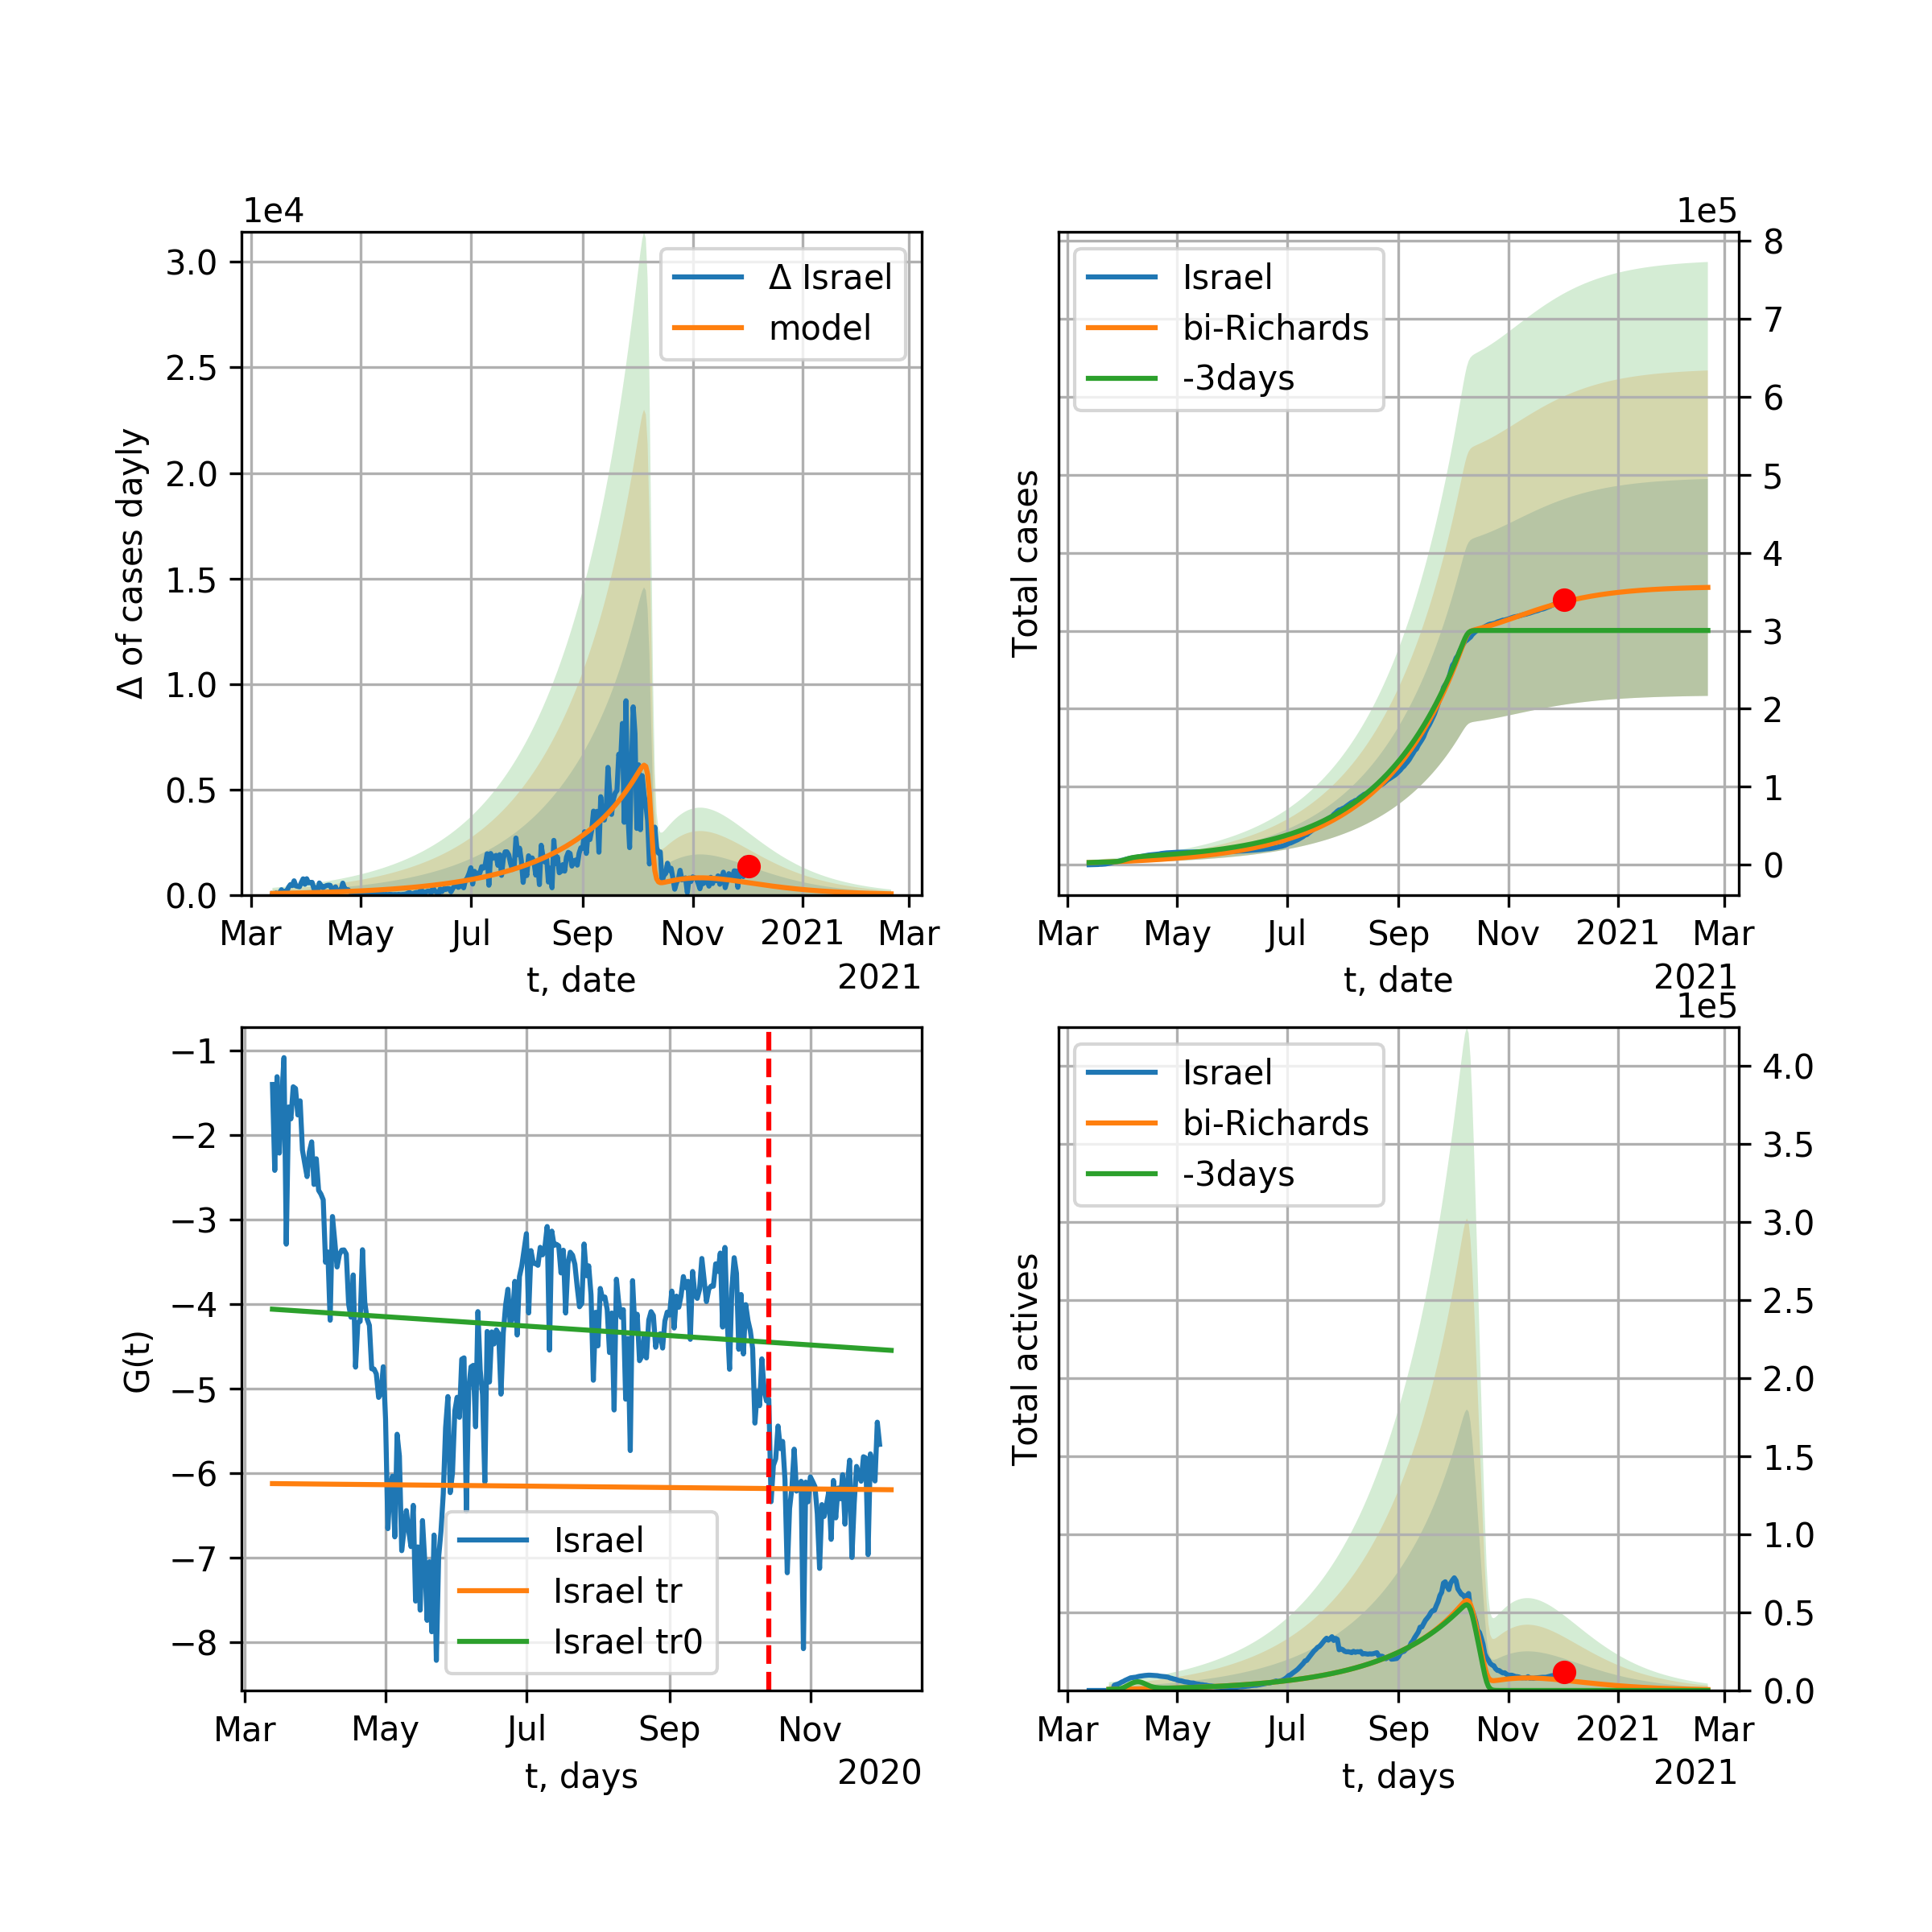 1e4
Δ of cases dayly
3.0
2.5
2.0
1.5
1.0
0.5
0.0
Δ Israel
model
Mar May Jul Sep Nov 2021 Mar
t, date
2021
1e5
Total cases
Israel
bi-Richards
-3days
8
7
6
5
4
3
2
1
0
Mar May Jul Sep Nov 2021 Mar
t, date
2021
G(t)
−1
−2
−3
−4
−5
−6
−7
−8
Israel
Israel tr
Israel tr0
Mar May Jul Sep Nov
t, days
2020
1e5
Total actives
Israel
bi-Richards
-3days
4.0
3.5
3.0
2.5
2.0
1.5
1.0
0.5
0.0
Mar May Jul Sep Nov 2021 Mar
t, days
2021